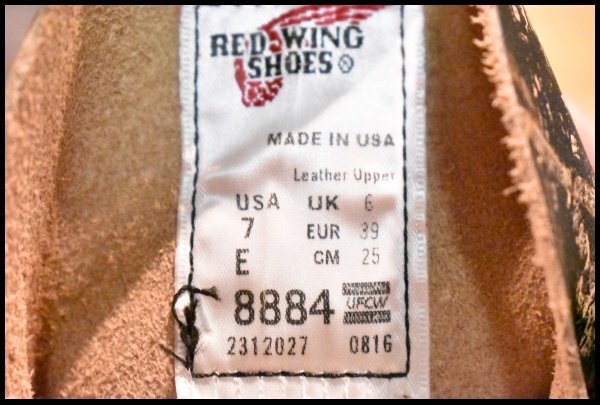 RED WING
SHOES®
MADE IN USA
Leather Upper
USA UK 6
7 EUR 39
E CM 25
8884 UFCW
2312027 0816